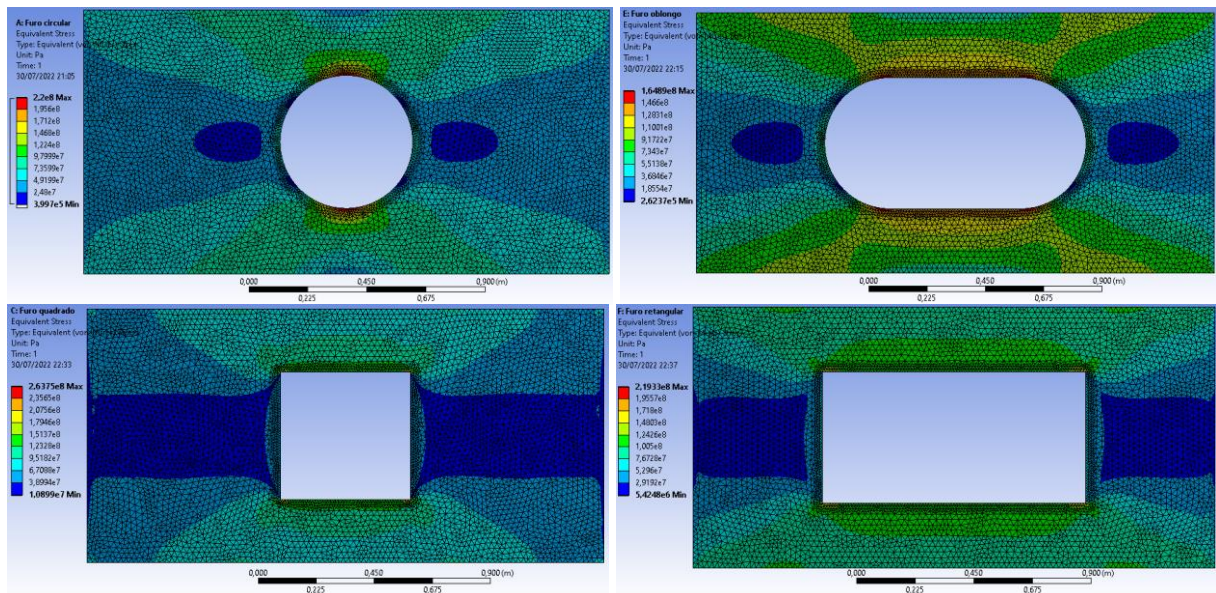 A: Furo circular
Equivalent Stress
Unit: Pa
Time: 1
30/07/2022 21:05
2,2e8 Max
1,956e8
1,712e8
1,468e8
1,224e8
9,7999e7
7,3599e7
4,9199e7
2,48e7
3,997e5 Min
0,000 0,450 0,900 (m)
0,225 0,675
E: Furo oblongo
Equivalent Stress
Unit: Pa
Time: 1
30/07/2022 22:15
1,6489e8 Max
1,466e8
1,2831e8
1,1001e8
9,1722e7
7,343e7
5,5138e7
3,6846e7
1,8554e7
2,6237e5 Min
0,000 0,450 0,900 (m)
0,225 0,675
C: Furo quadrado
Equivalent Stress
Type: Equivalent
Unit: Pa
Time: 1
30/07/2022 22:33
2,6375e8 Max
2,3565e8
2,0756e8
1,7946e8
1,5137e8
1,2328e8
9,5182e7
6,7088e7
3,8994e7
1,0899e7 Min
0,000 0,450 0,900 (m)
0,225 0,675
F: Furo retangular
Equivalent Stress
Type: Equivalent
Unit: Pa
Time: 1
30/07/2022 22:37
2,1933e8 Max
1,9557e8
1,718e8
1,4803e8
1,2426e8
1,005e8
7,6728e7
5,296e7
2,9192e7
5,4248e6 Min
0,000 0,450 0,900 (m)
0,225 0,675